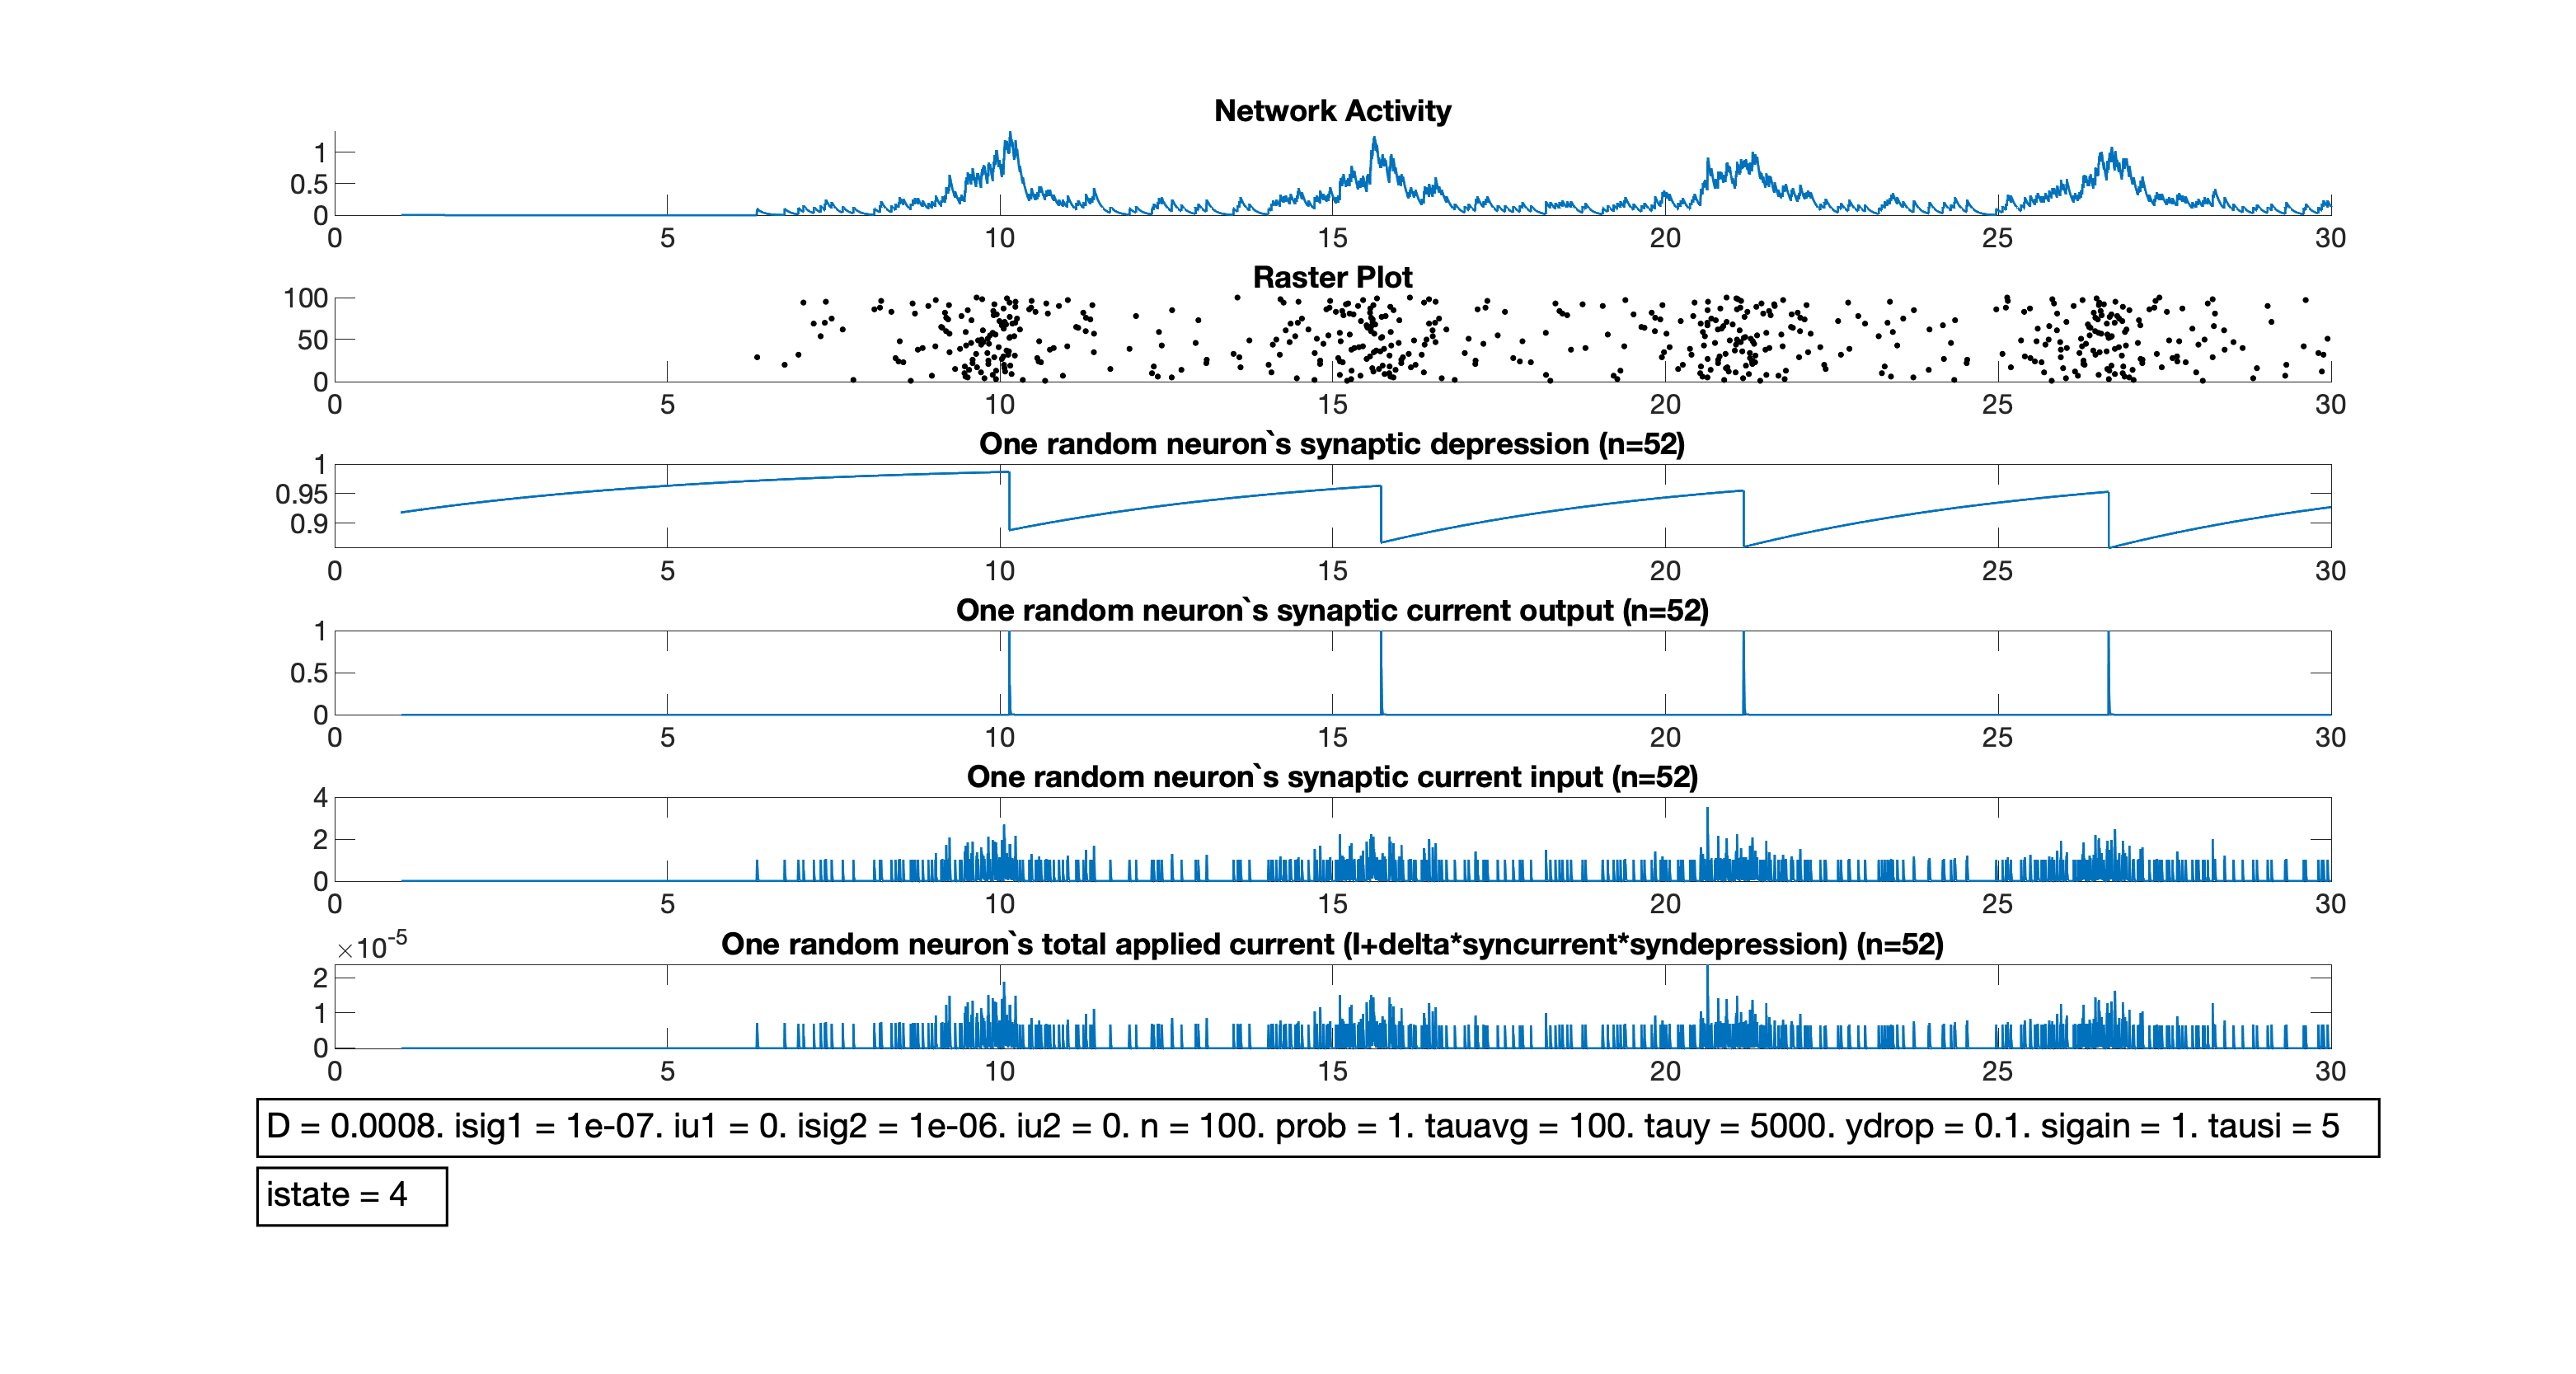 Network Activity
1
0.5
0
0 5 10 15 20 25 30
Raster Plot
100
50
0
0 5 10 15 20 25 30
One random neuron`s synaptic depression (n=52)
1
0.95
0.9
0 5 10 15 20 25 30
One random neuron`s synaptic current output (n=52)
1
0.5
0
0 5 10 15 20 25 30
One random neuron`s synaptic current input (n=52)
4
2
0
0 5 10 15 20 25 30
×10-5 One random neuron`s total applied current (I+delta*syncurrent*syndepression) (n=52)
2
1
0
0 5 10 15 20 25 30
D = 0.0008. isig1 = 1e-07. iu1 = 0. isig2 = 1e-06. iu2 = 0. n = 100. prob = 1. tauavg = 100. tauy = 5000. ydrop = 0.1. sigain = 1. tausi = 5
istate = 4